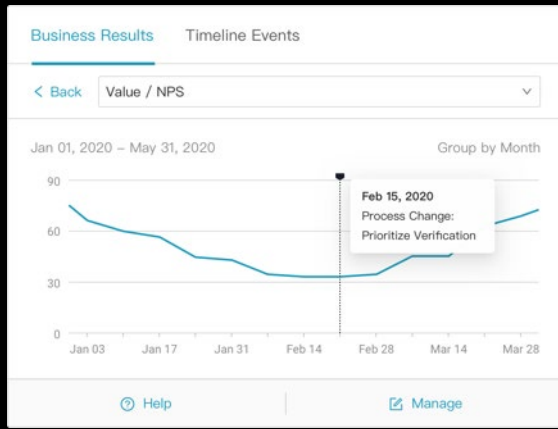 Business Results
Timeline Events
Back
Value / NPS
Jan 01, 2020 – May 31, 2020
Group by Month
90
60
30
0
Feb 15, 2020
Process Change:
Prioritize Verification
Jan 03 Jan 17 Jan 31 Feb 14 Feb 28 Mar 14 Mar 28
Help
Manage